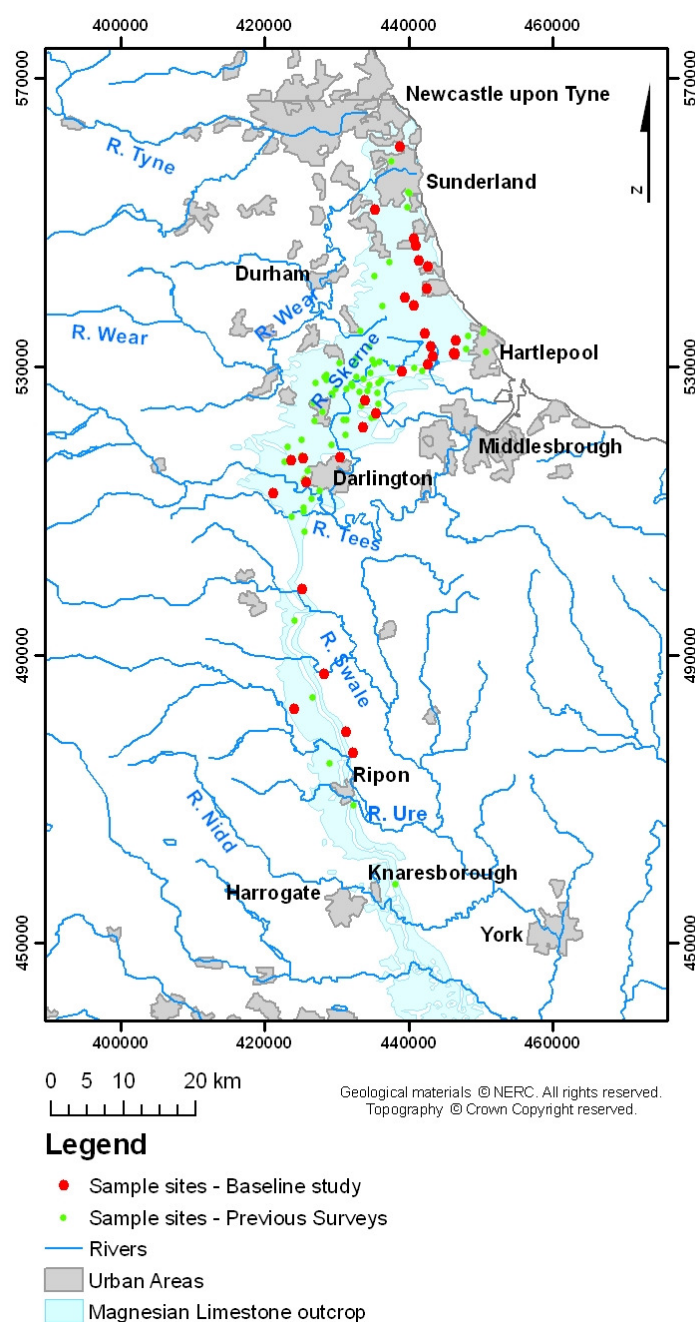 400000 420000 440000 460000
570000 570000
Newcastle upon Tyne
R. Tyne
Sunderland
N
Durham
R. Wear
R. Wear
Hartlepool
530000 530000
R. Skerne
Middlesbrough
Darlington
R. Tees
490000 490000
R. Swale
Ripon
R. Ure
R. Nidd
Knaresborough
Harrogate
York
450000 450000
400000 420000 440000 460000
0 5 10 20 km
Geological materials © NERC. All rights reserved.
Topography © Crown Copyright reserved.
Legend
Sample sites - Baseline study
Sample sites - Previous Surveys
Rivers
Urban Areas
Magnesian Limestone outcrop